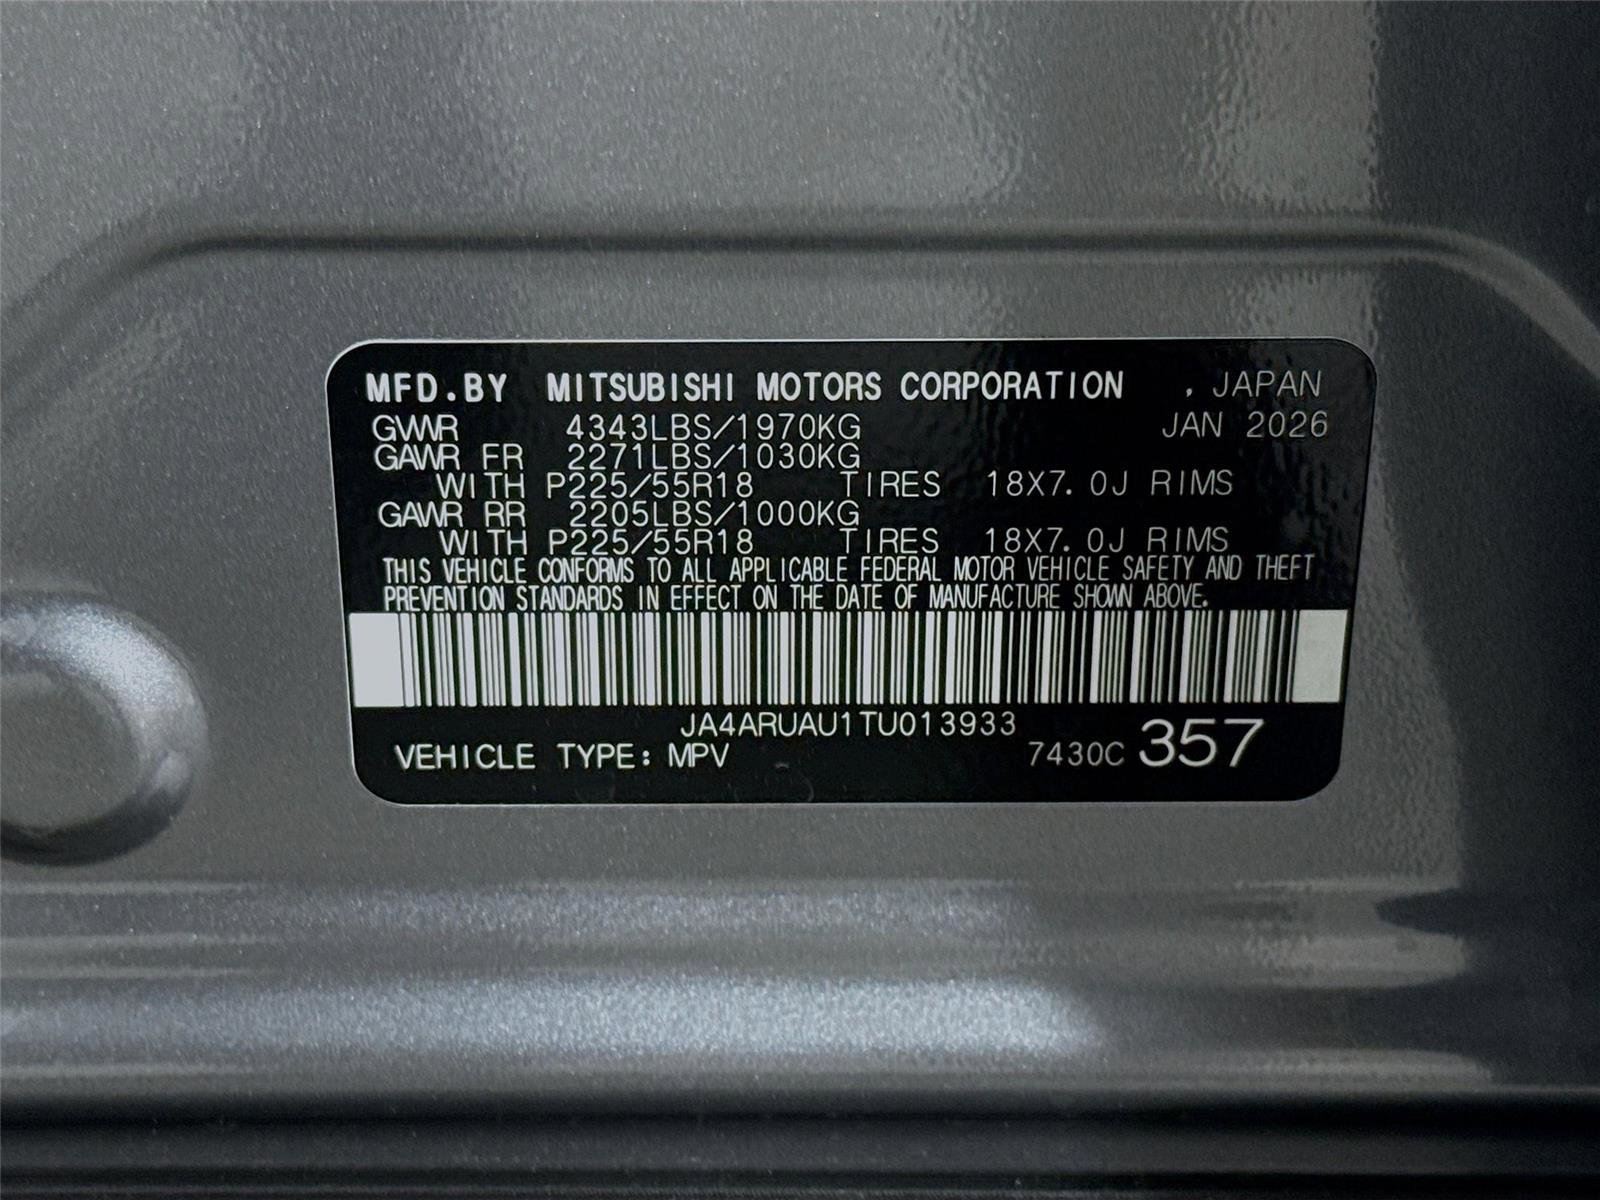 MFD.BY MITSUBISHI MOTORS CORPORATION , JAPAN
GVWR 4343LBS/1970KG JAN 2026
GAWR FR 2271LBS/1030KG
WITH P225/55R18 TIRES 18X7.0J RIMS
GAWR RR 2205LBS/1000KG
WITH P225/55R18 TIRES 18X7.0J RIMS
THIS VEHICLE CONFORMS TO ALL APPLICABLE FEDERAL MOTOR VEHICLE SAFETY AND THEFT
PREVENTION STANDARDS IN EFFECT ON THE DATE OF MANUFACTURE SHOWN ABOVE.
JA4ARUAU1TU013933
VEHICLE TYPE: MPV 7430C 357